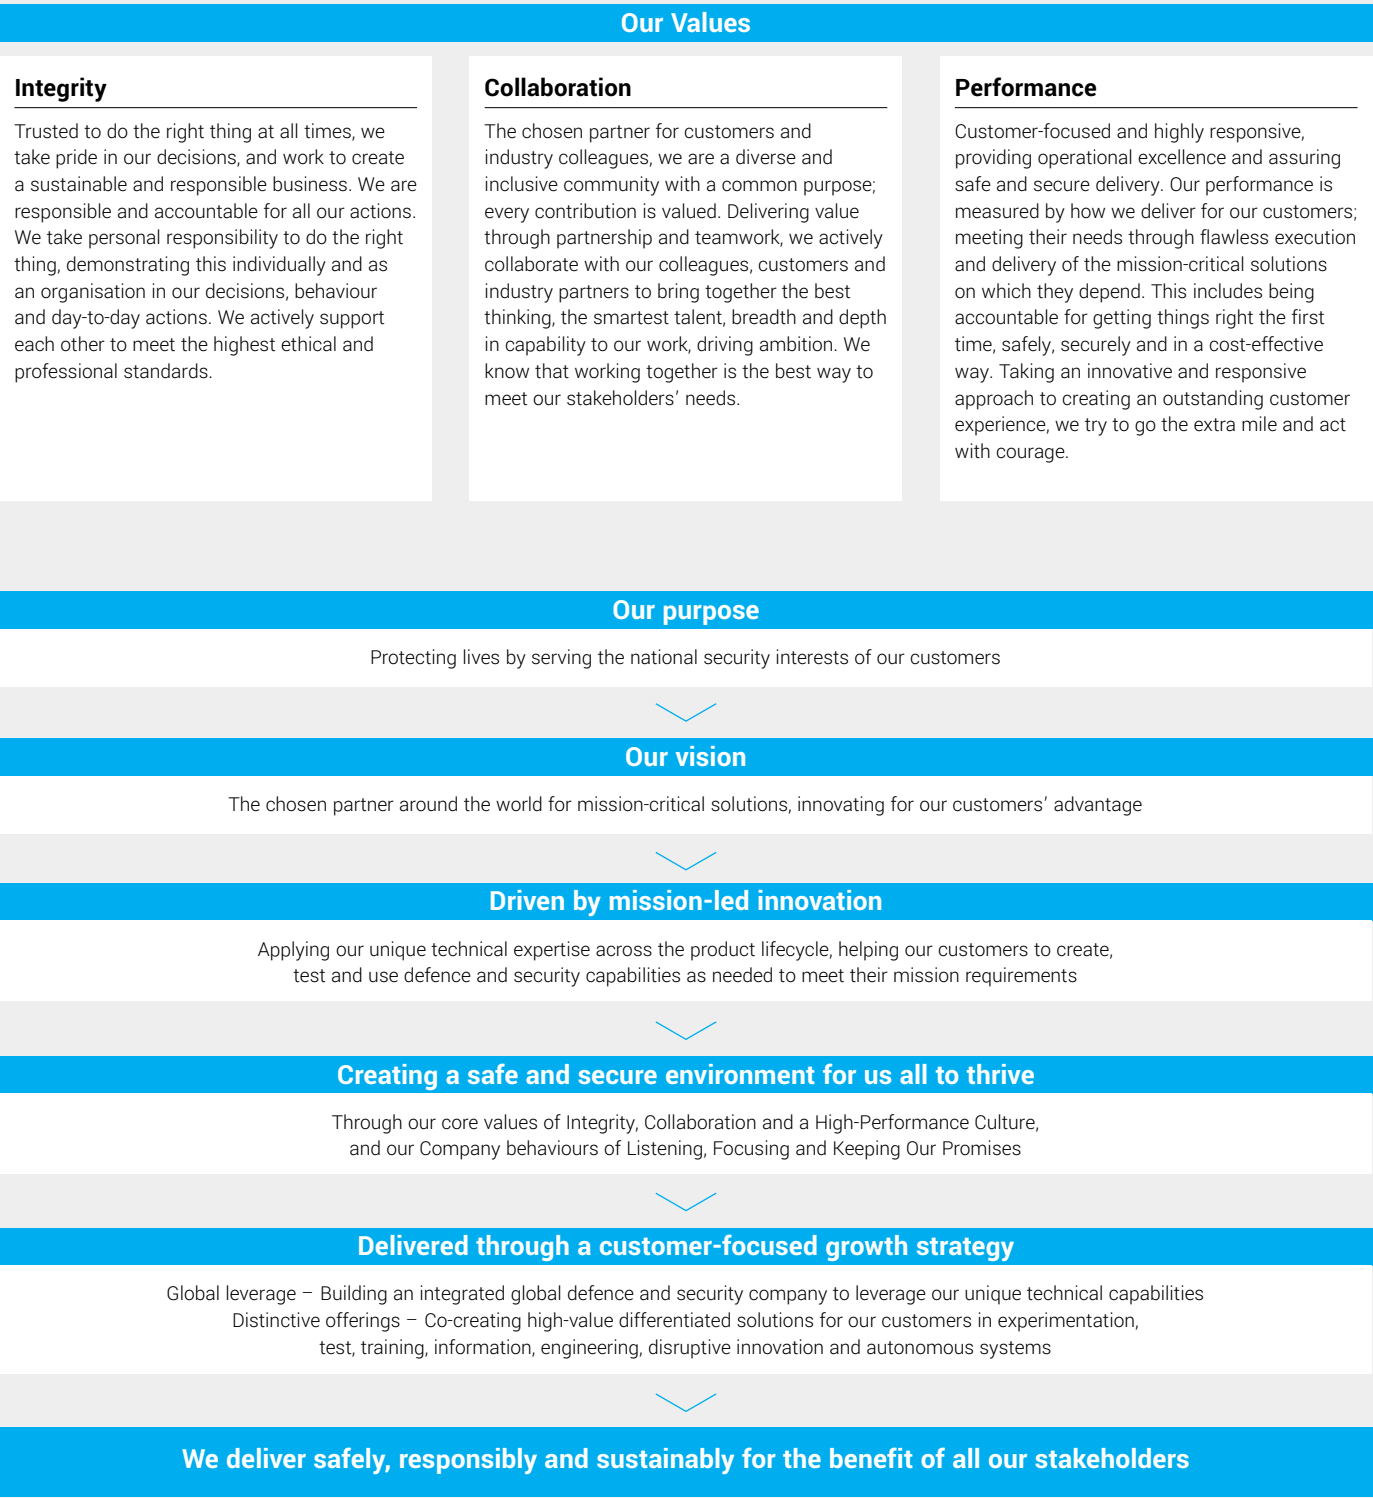 Our Values
Integrity
Trusted to do the right thing at all times, we
take pride in our decisions, and work to create
a sustainable and responsible business. We are
responsible and accountable for all our actions.
We take personal responsibility to do the right
thing, demonstrating this individually and as
an organisation in our decisions, behaviour
and day-to-day actions. We actively support
each other to meet the highest ethical and
professional standards.
Collaboration
The chosen partner for customers and
industry colleagues, we are a diverse and
inclusive community with a common purpose;
every contribution is valued. Delivering value
through partnership and teamwork, we actively
collaborate with our colleagues, customers and
industry partners to bring together the best
thinking, the smartest talent, breadth and depth
in capability to our work, driving ambition. We
know that working together is the best way to
meet our stakeholders’ needs.
Performance
Customer-focused and highly responsive,
providing operational excellence and assuring
safe and secure delivery. Our performance is
measured by how we deliver for our customers;
meeting their needs through flawless execution
and delivery of the mission-critical solutions
on which they depend. This includes being
accountable for getting things right the first
time, safely, securely and in a cost-effective
way. Taking an innovative and responsive
approach to creating an outstanding customer
experience, we try to go the extra mile and act
with courage.
Our purpose
Protecting lives by serving the national security interests of our customers
Our vision
The chosen partner around the world for mission-critical solutions, innovating for our customers’ advantage
Driven by mission-led innovation
Applying our unique technical expertise across the product lifecycle, helping our customers to create,
test and use defence and security capabilities as needed to meet their mission requirements
Creating a safe and secure environment for us all to thrive
Through our core values of Integrity, Collaboration and a High-Performance Culture,
and our Company behaviours of Listening, Focusing and Keeping Our Promises
Delivered through a customer-focused growth strategy
Global leverage – Building an integrated global defence and security company to leverage our unique technical capabilities
Distinctive offerings – Co-creating high-value differentiated solutions for our customers in experimentation,
test, training, information, engineering, disruptive innovation and autonomous systems
We deliver safely, responsibly and sustainably for the benefit of all our stakeholders